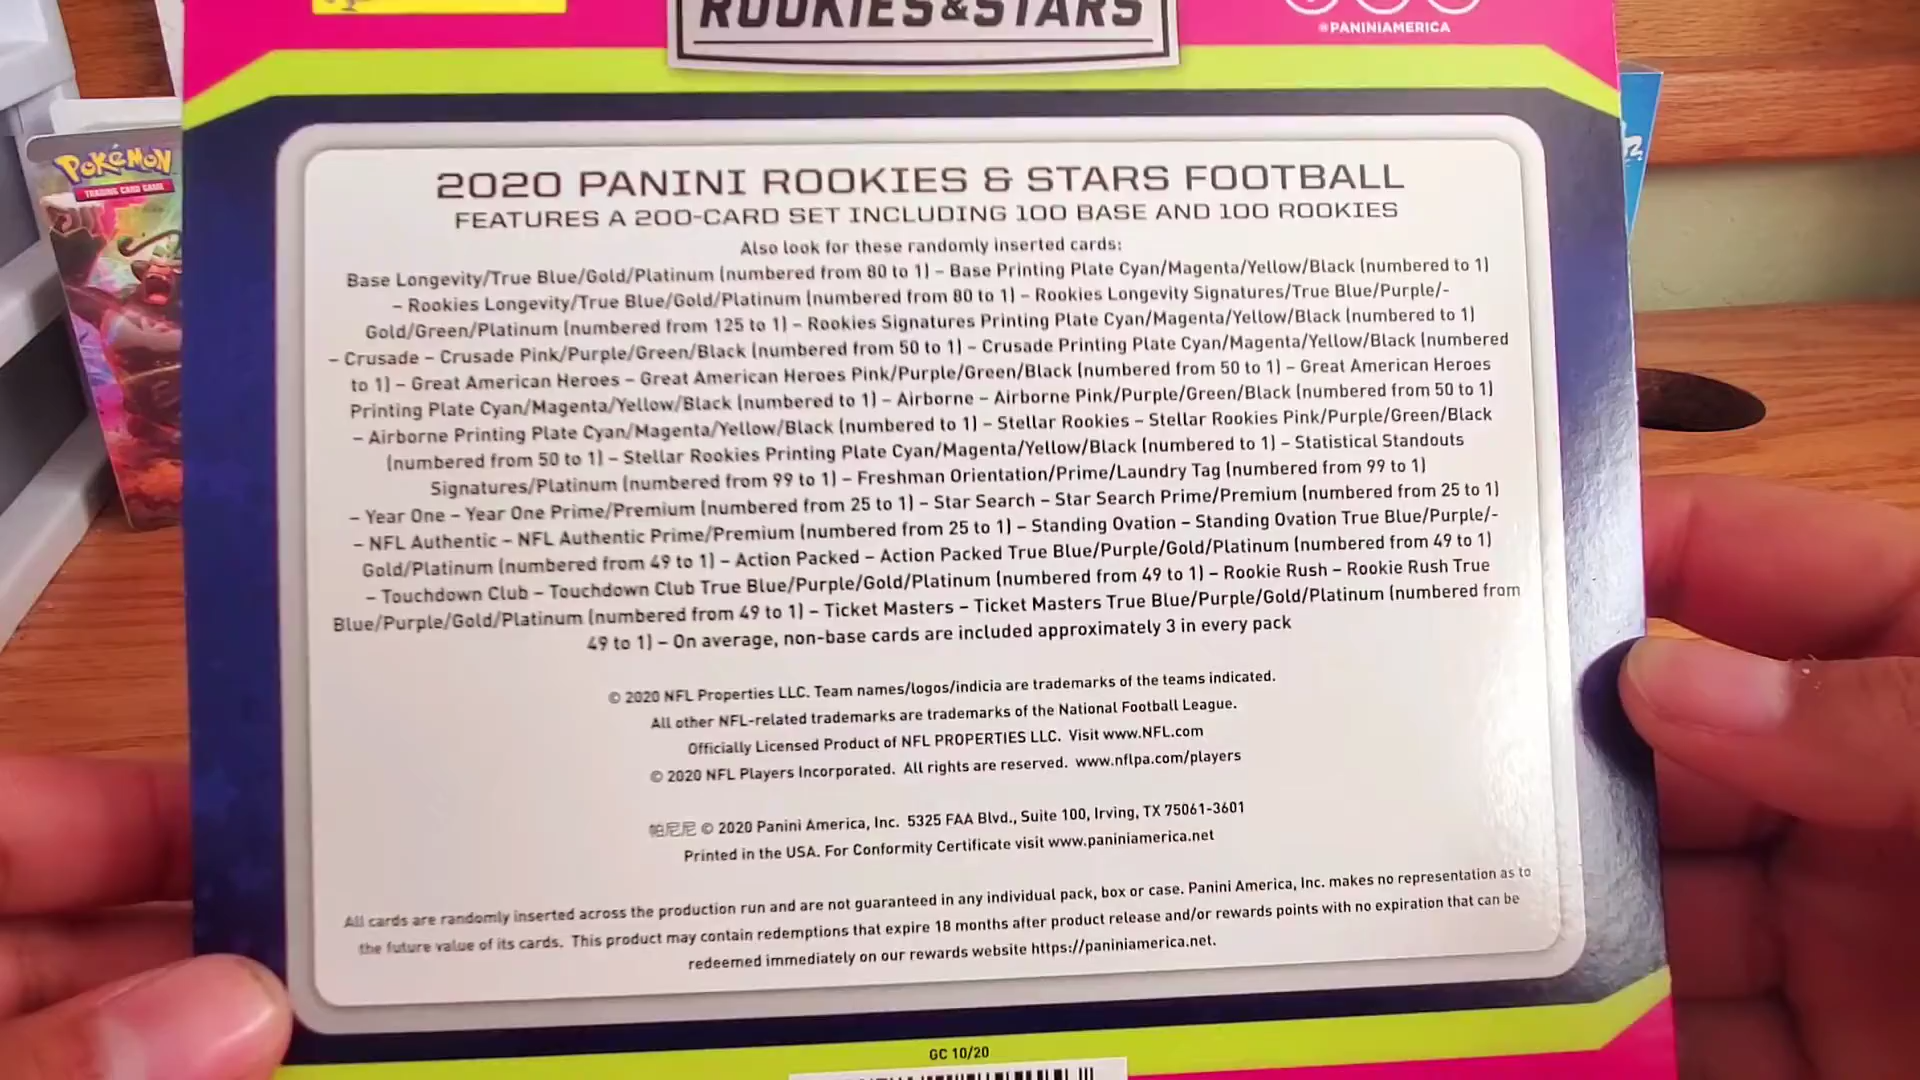 ROOKIES&STARS
@PANINIAMERICA
POKéMON
TRADING CARD GAME
2020 PANINI ROOKIES & STARS FOOTBALL
FEATURES A 200-CARD SET INCLUDING 100 BASE AND 100 ROOKIES
Also look for these randomly inserted cards:
Base Longevity/True Blue/Gold/Platinum (numbered from 80 to 1) – Base Printing Plate Cyan/Magenta/Yellow/Black (numbered to 1)
– Rookies Longevity/True Blue/Gold/Platinum (numbered from 80 to 1) – Rookies Longevity Signatures/True Blue/Purple/-
Gold/Green/Platinum (numbered from 125 to 1) – Rookies Signatures Printing Plate Cyan/Magenta/Yellow/Black (numbered to 1)
– Crusade – Crusade Pink/Purple/Green/Black (numbered from 50 to 1) – Crusade Printing Plate Cyan/Magenta/Yellow/Black (numbered
to 1) – Great American Heroes – Great American Heroes Pink/Purple/Green/Black (numbered from 50 to 1) – Great American Heroes
Printing Plate Cyan/Magenta/Yellow/Black (numbered to 1) – Airborne – Airborne Pink/Purple/Green/Black (numbered from 50 to 1)
– Airborne Printing Plate Cyan/Magenta/Yellow/Black (numbered to 1) – Stellar Rookies – Stellar Rookies Pink/Purple/Green/Black
(numbered from 50 to 1) – Stellar Rookies Printing Plate Cyan/Magenta/Yellow/Black (numbered to 1) – Statistical Standouts
Signatures/Platinum (numbered from 99 to 1) – Freshman Orientation/Prime/Laundry Tag (numbered from 99 to 1)
– Year One – Year One Prime/Premium (numbered from 25 to 1) – Star Search – Star Search Prime/Premium (numbered from 25 to 1)
– NFL Authentic – NFL Authentic Prime/Premium (numbered from 25 to 1) – Standing Ovation – Standing Ovation True Blue/Purple/-
Gold/Platinum (numbered from 49 to 1) – Action Packed – Action Packed True Blue/Purple/Gold/Platinum (numbered from 49 to 1)
– Touchdown Club – Touchdown Club True Blue/Purple/Gold/Platinum (numbered from 49 to 1) – Rookie Rush – Rookie Rush True
Blue/Purple/Gold/Platinum (numbered from 49 to 1) – Ticket Masters – Ticket Masters True Blue/Purple/Gold/Platinum (numbered from
49 to 1) – On average, non-base cards are included approximately 3 in every pack
© 2020 NFL Properties LLC. Team names/logos/indicia are trademarks of the teams indicated.
All other NFL-related trademarks are trademarks of the National Football League.
Officially Licensed Product of NFL PROPERTIES LLC. Visit www.NFL.com
© 2020 NFL Players Incorporated. All rights are reserved. www.nflpa.com/players
帕尼尼 © 2020 Panini America, Inc. 5325 FAA Blvd., Suite 100, Irving, TX 75061-3601
Printed in the USA. For Conformity Certificate visit www.paniniamerica.net
All cards are randomly inserted across the production run and are not guaranteed in any individual pack, box or case. Panini America, Inc. makes no representation as to
the future value of its cards. This product may contain redemptions that expire 18 months after product release and/or rewards points with no expiration that can be
redeemed immediately on our rewards website https://paniniamerica.net.
GC 10/20